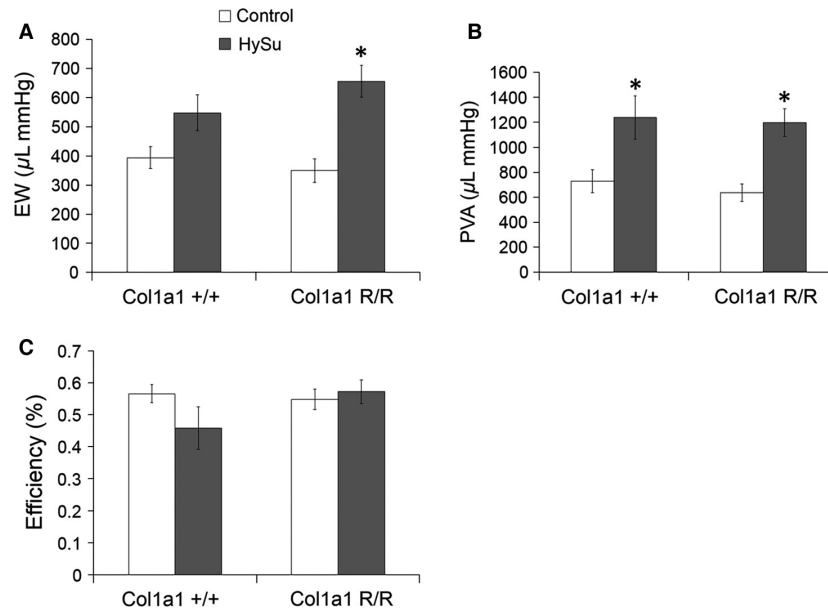 Control
HySu
A
EW (µL mmHg)
800
700
600
500
400
300
200
100
0
*
Col1a1 +/+
Col1a1 R/R
B
PVA (µL mmHg)
1600
1400
1200
1000
800
600
400
200
0
*
*
Col1a1 +/+
Col1a1 R/R
C
Efficiency (%)
0.7
0.6
0.5
0.4
0.3
0.2
0.1
0
Col1a1 +/+
Col1a1 R/R